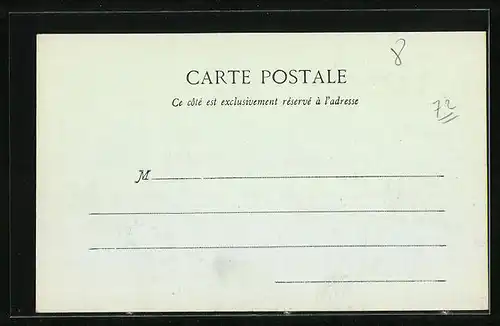 8
CARTE POSTALE
Ce côté est exclusivement réservé à l'adresse
72
M